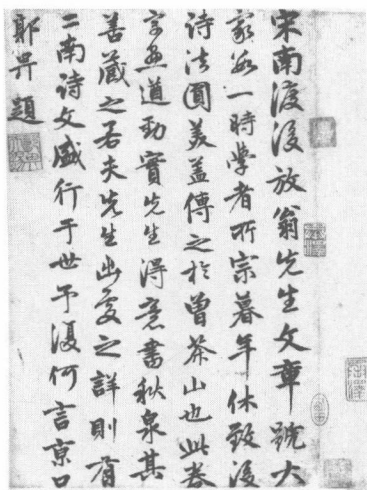 宋南渡後放翁先生文章號大
家為一時學者所宗暮年休致後
詩法圓美蓋傳之於曾茶山也此卷
字画遒勁實先生得意書秋泉其
善藏之若夫先生出處之詳則有
二南詩文盛行于世予復何言京口
郭畀題